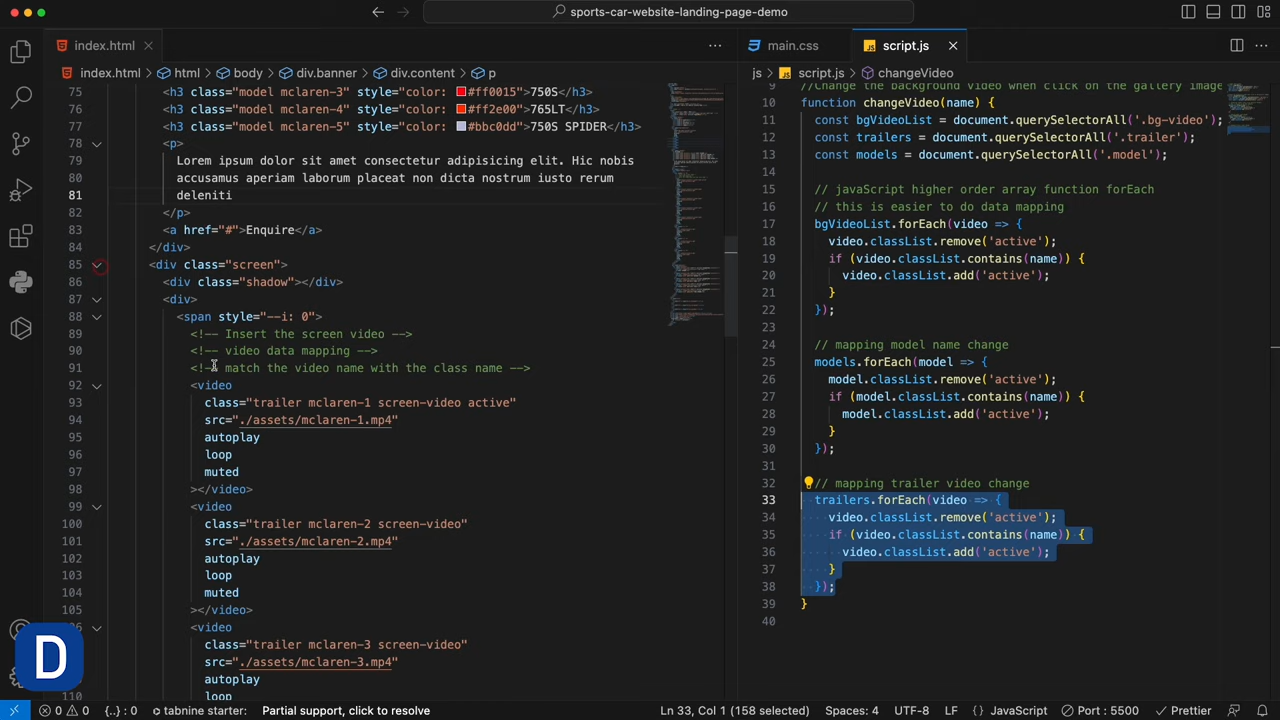 sports-car-website-landing-page-demo
index.html
main.css
script.js
index.html > html > body > div.banner > div.content > p
js > script.js > changeVideo
75 <h3 class="model mclaren-3" style="color: #ff0015">750S</h3>
76 <h3 class="model mclaren-4" style="color: #ff2e00">765LT</h3>
77 <h3 class="model mclaren-5" style="color: #bbc0dd">750S SPIDER</h3>
78 <p>
79 Lorem ipsum dolor sit amet consectetur adipisicing elit. Hic nobis
80 accusamus aperiam laborum placeat non dicta nostrum iusto rerum
81 deleniti
82 </p>
83 <a href="#">Enquire</a>
84 </div>
85 <div class="screen">
86 <div class="shadow"></div>
87 <div>
88 <span style="--i: 0">
89 <!-- Insert the screen video -->
90 <!-- video data mapping -->
91 <!-- match the video name with the class name -->
92 <video
93 class="trailer mclaren-1 screen-video active"
94 src="./assets/mclaren-1.mp4"
95 autoplay
96 loop
97 muted
98 ></video>
99 <video
100 class="trailer mclaren-2 screen-video"
101 src="./assets/mclaren-2.mp4"
102 autoplay
103 loop
104 muted
105 ></video>
<video
class="trailer mclaren-3 screen-video"
src="./assets/mclaren-3.mp4"
autoplay
110 loop
9 //Change the background video when click on the gallery image
10 function changeVideo(name) {
11 const bgVideoList = document.querySelectorAll('.bg-video');
12 const trailers = document.querySelectorAll('.trailer');
13 const models = document.querySelectorAll('.model');
14
15 // javaScript higher order array function forEach
16 // this is easier to do data mapping
17 bgVideoList.forEach(video => {
18 video.classList.remove('active');
19 if (video.classList.contains(name)) {
20 video.classList.add('active');
21 }
22 });
23
24 // mapping model name change
25 models.forEach(model => {
26 model.classList.remove('active');
27 if (model.classList.contains(name)) {
28 model.classList.add('active');
29 }
30 });
31
32 // mapping trailer video change
33 trailers.forEach(video => {
34 video.classList.remove('active');
35 if (video.classList.contains(name)) {
36 video.classList.add('active');
37 }
38 });
39 }
40
D
0 0 {..} : 0 tabnine starter: Partial support, click to resolve Ln 33, Col 1 (158 selected) Spaces: 4 UTF-8 LF {} JavaScript Port : 5500 Prettier